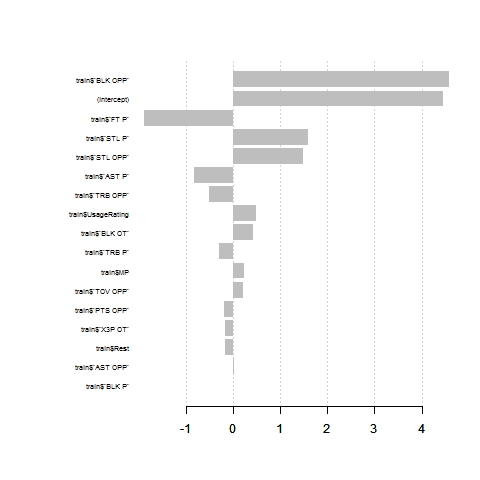 train$`BLK OPP`
(Intercept)
train$`FT P`
train$`STL P`
train$`STL OPP`
train$`AST P`
train$`TRB OPP`
train$UsageRating
train$`BLK OT`
train$`TRB P`
train$MP
train$`TOV OPP`
train$`PTS OPP`
train$`X3P OT`
train$Rest
train$`AST OPP`
train$`BLK P`
-1 0 1 2 3 4